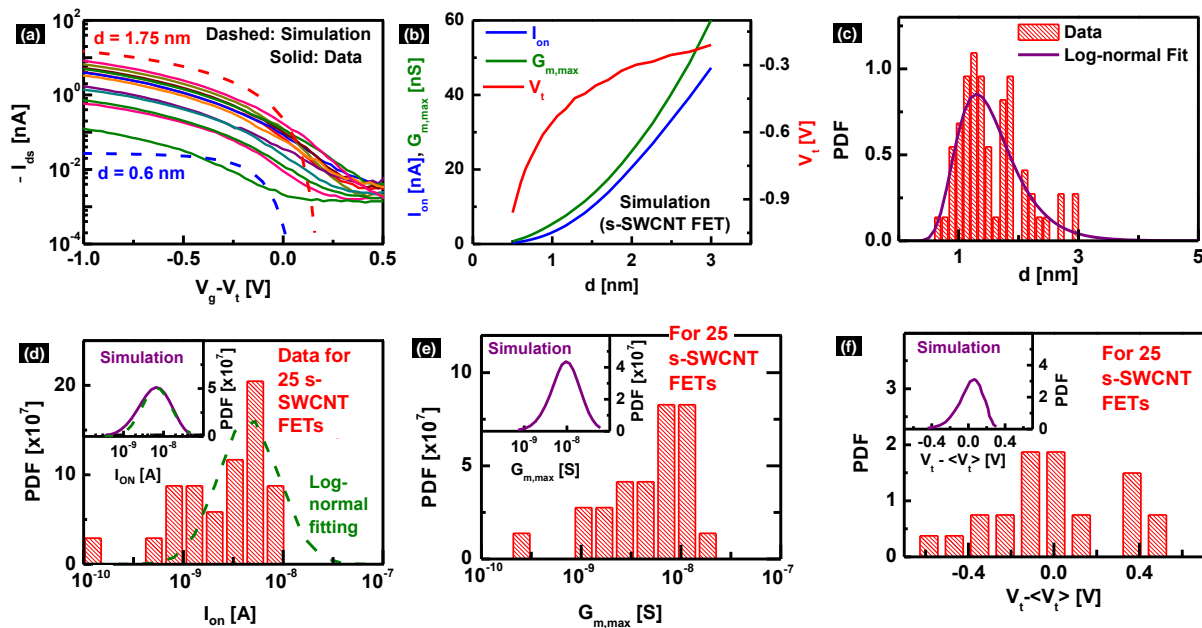 (a)
Dashed: Simulation
Solid: Data
d = 1.75 nm
d = 0.6 nm
- I_ds [nA]
10^2
10^0
10^-2
10^-4
-1.0 -0.5 0.0 0.5
V_g-V_t [V]
(b)
I_on
G_m,max
V_t
Simulation
(s-SWCNT FET)
I_on [nA], G_m,max [nS]
60
40
20
0
V_t [V]
-0.3
-0.6
-0.9
0 1 2 3
d [nm]
(c)
Data
Log-normal Fit
PDF
1.0
0.5
0.0
1 3 5
d [nm]
(d)
Simulation
Data for
25 s-
SWCNT
FETs
Log-
normal
fitting
PDF [x10^7]
20
10
0
PDF [x10^7]
5
0
10^-9 10^-8
I_ON [A]
10^-10 10^-9 10^-8 10^-7
I_on [A]
(e)
Simulation
For 25
s-SWCNT
FETs
PDF [x10^7]
10
5
0
PDF [x10^7]
4
2
0
10^-9 10^-8
G_m,max [S]
10^-10 10^-9 10^-8 10^-7
G_m,max [S]
(f)
Simulation
For 25
s-SWCNT
FETs
PDF
3
2
1
0
PDF
4
2
0
-0.4 0.0 0.4
V_t - <V_t> [V]
-0.4 0.0 0.4
V_t-<V_t> [V]